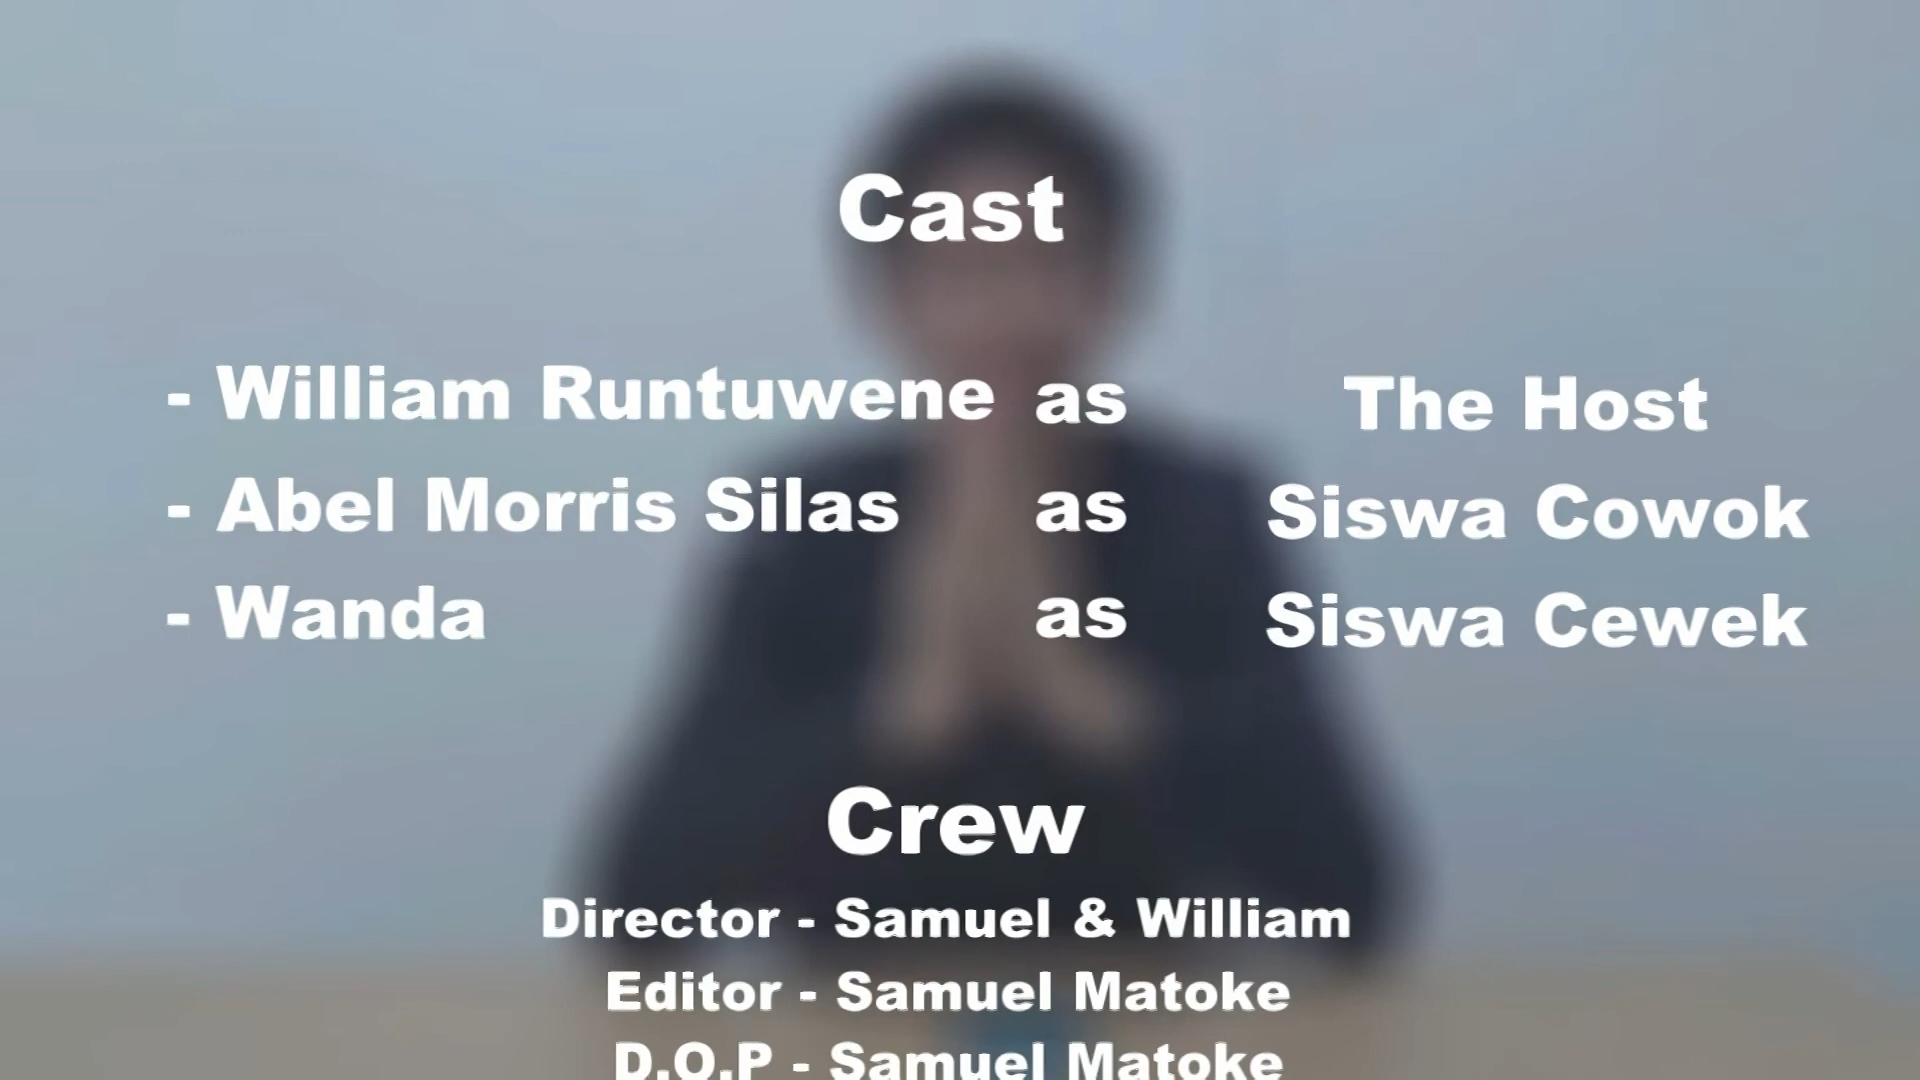 Cast
- William Runtuwene as The Host
- Abel Morris Silas as Siswa Cowok
- Wanda as Siswa Cewek
Crew
Director - Samuel & William
Editor - Samuel Matoke
D.O.P - Samuel Matoke